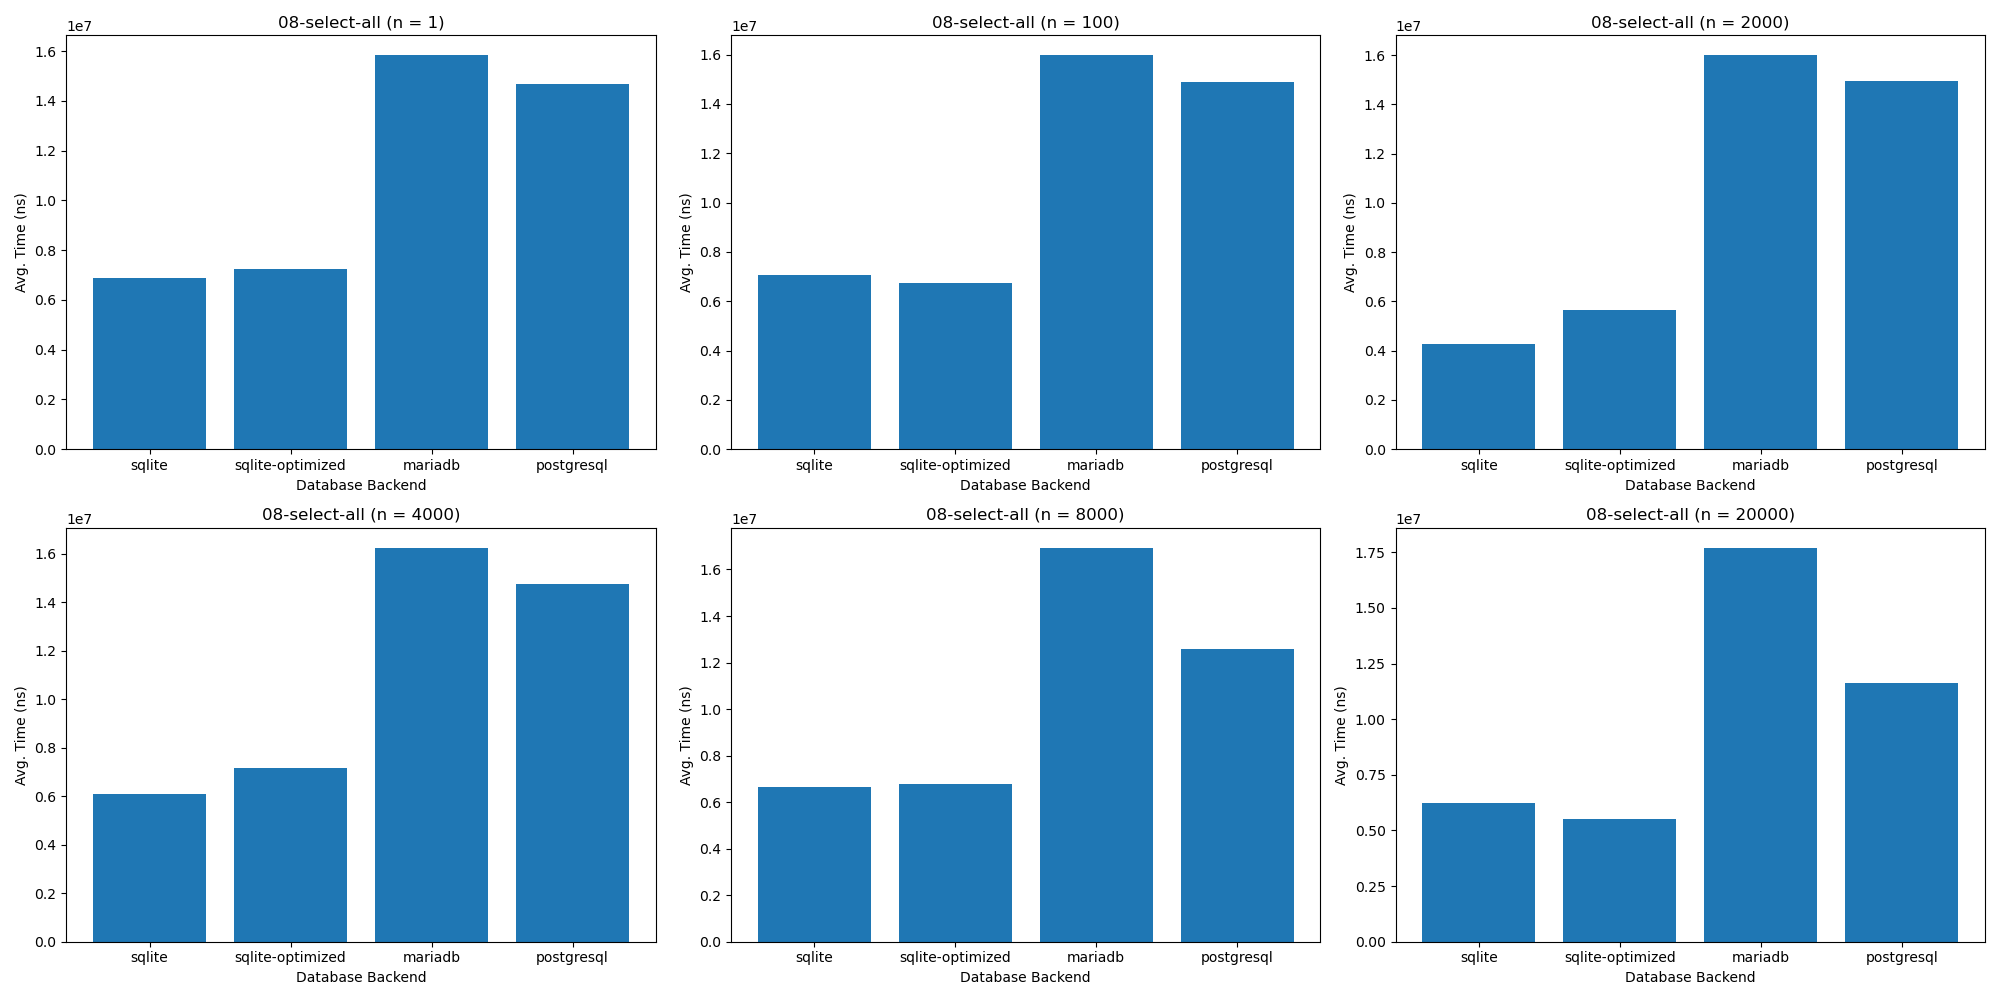 08-select-all (n = 1)
1e7
1.6
1.4
1.2
1.0
0.8
0.6
0.4
0.2
0.0
Avg. Time (ns)
sqlite sqlite-optimized mariadb postgresql
Database Backend
08-select-all (n = 100)
1e7
1.6
1.4
1.2
1.0
0.8
0.6
0.4
0.2
0.0
Avg. Time (ns)
sqlite sqlite-optimized mariadb postgresql
Database Backend
08-select-all (n = 2000)
1e7
1.6
1.4
1.2
1.0
0.8
0.6
0.4
0.2
0.0
Avg. Time (ns)
sqlite sqlite-optimized mariadb postgresql
Database Backend
08-select-all (n = 4000)
1e7
1.6
1.4
1.2
1.0
0.8
0.6
0.4
0.2
0.0
Avg. Time (ns)
sqlite sqlite-optimized mariadb postgresql
Database Backend
08-select-all (n = 8000)
1e7
1.6
1.4
1.2
1.0
0.8
0.6
0.4
0.2
0.0
Avg. Time (ns)
sqlite sqlite-optimized mariadb postgresql
Database Backend
08-select-all (n = 20000)
1e7
1.75
1.50
1.25
1.00
0.75
0.50
0.25
0.00
Avg. Time (ns)
sqlite sqlite-optimized mariadb postgresql
Database Backend